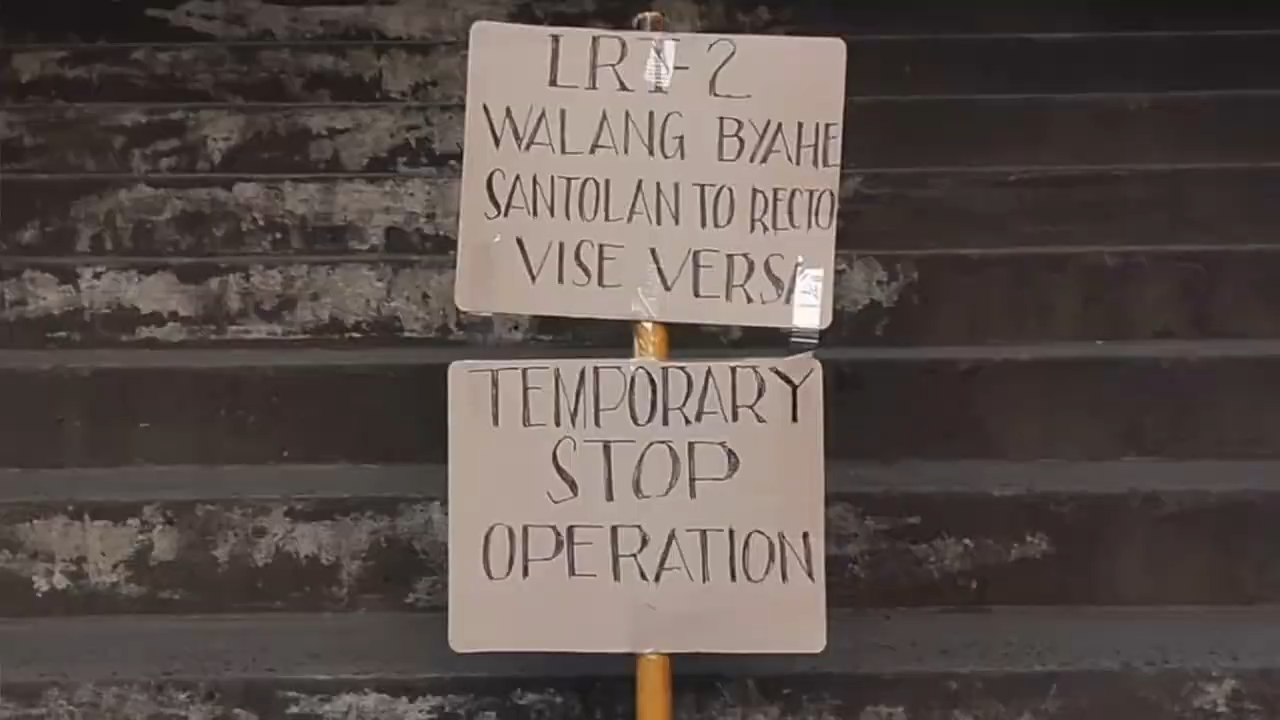 LRT-2
WALANG BYAHE
SANTOLAN TO RECTO
VISE VERSA
TEMPORARY
STOP
OPERATION